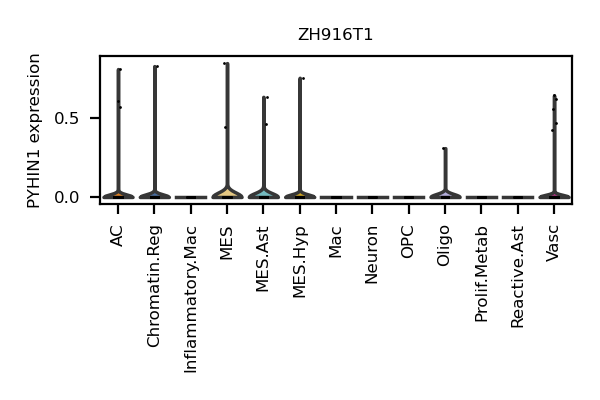 ZH916T1
PYHIN1 expression
0.5
0.0
AC
Chromatin.Reg
Inflammatory.Mac
MES
MES.Ast
MES.Hyp
Mac
Neuron
OPC
Oligo
Prolif.Metab
Reactive.Ast
Vasc